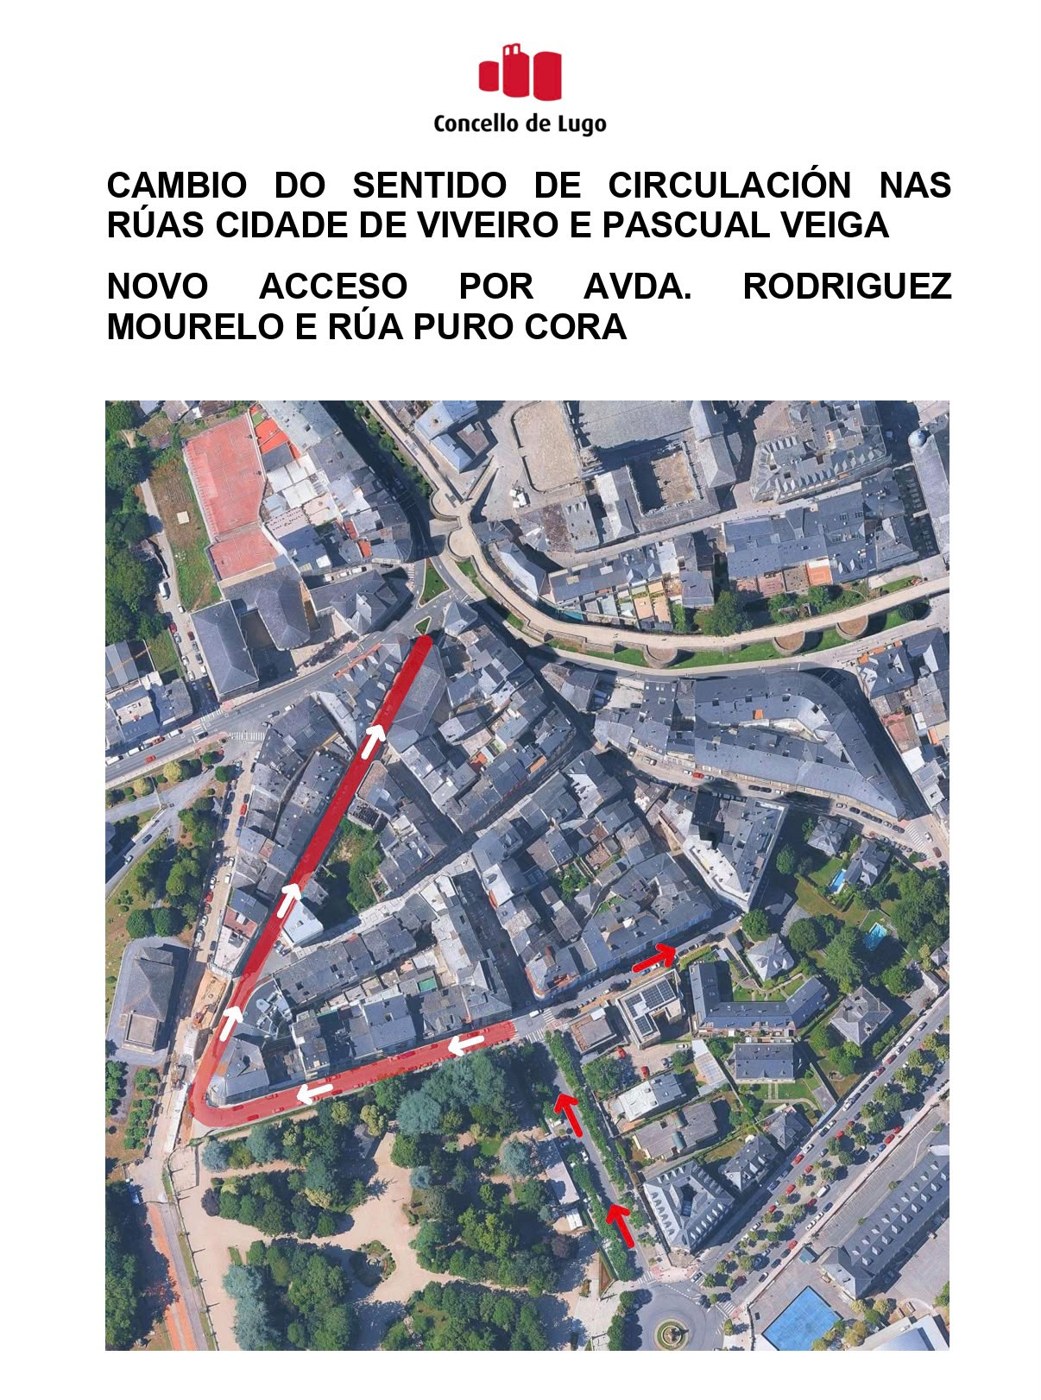 Concello de Lugo
CAMBIO DO SENTIDO DE CIRCULACIÓN NAS
RÚAS CIDADE DE VIVEIRO E PASCUAL VEIGA
NOVO ACCESO POR AVDA. RODRIGUEZ
MOURELO E RÚA PURO CORA